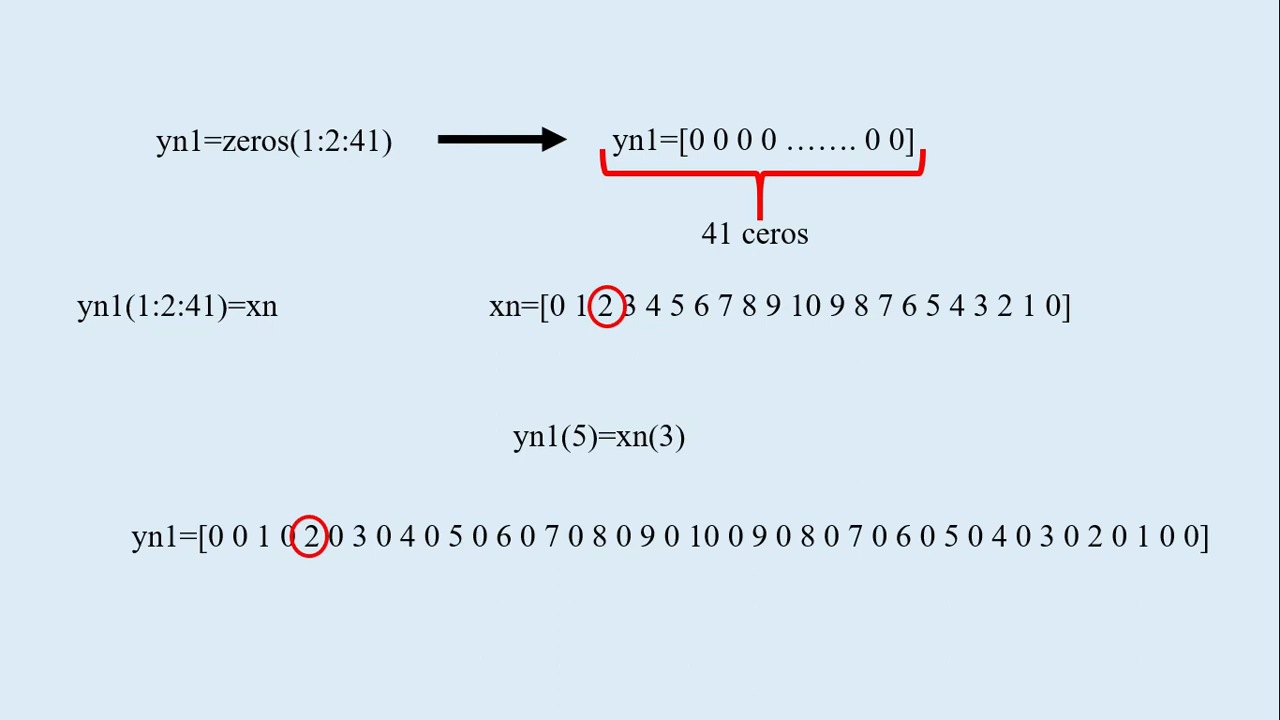 yn1=zeros(1:2:41) yn1=[0 0 0 0 ……. 0 0]
41 ceros
yn1(1:2:41)=xn xn=[0 1 2 3 4 5 6 7 8 9 10 9 8 7 6 5 4 3 2 1 0]
yn1(5)=xn(3)
yn1=[0 0 1 0 2 0 3 0 4 0 5 0 6 0 7 0 8 0 9 0 10 0 9 0 8 0 7 0 6 0 5 0 4 0 3 0 2 0 1 0 0]